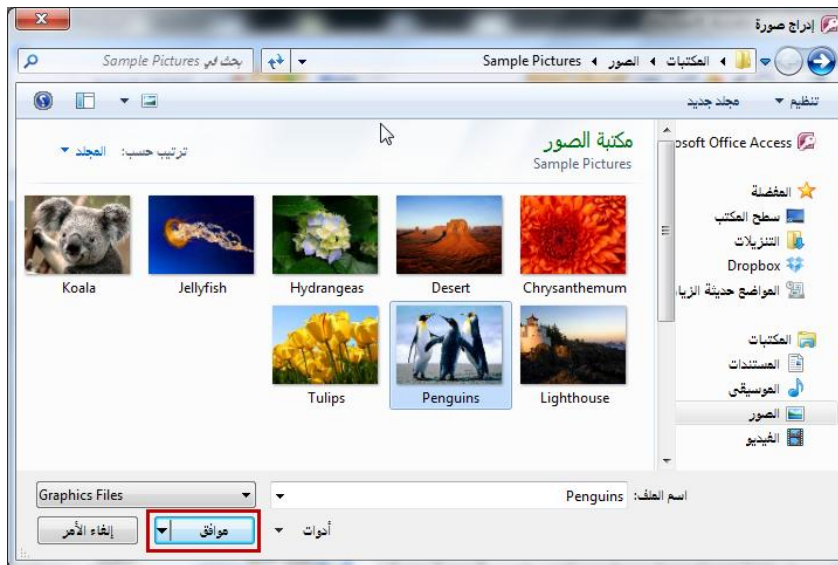 إدراج صورة
المكتبات الصور Sample Pictures
بحث في Sample Pictures
تنظيم مجلد جديد
osoft Office Access
المفضلة
سطح المكتب
التنزيلات
Dropbox
المواضع حديثة الزيا
المكتبات
المستندات
الموسيقى
الصور
الفيديو
مكتبة الصور
Sample Pictures
ترتيب حسب: المجلد
Chrysanthemum
Desert
Hydrangeas
Jellyfish
Koala
Lighthouse
Penguins
Tulips
اسم الملف: Penguins
Graphics Files
أدوات
موافق
إلغاء الأمر